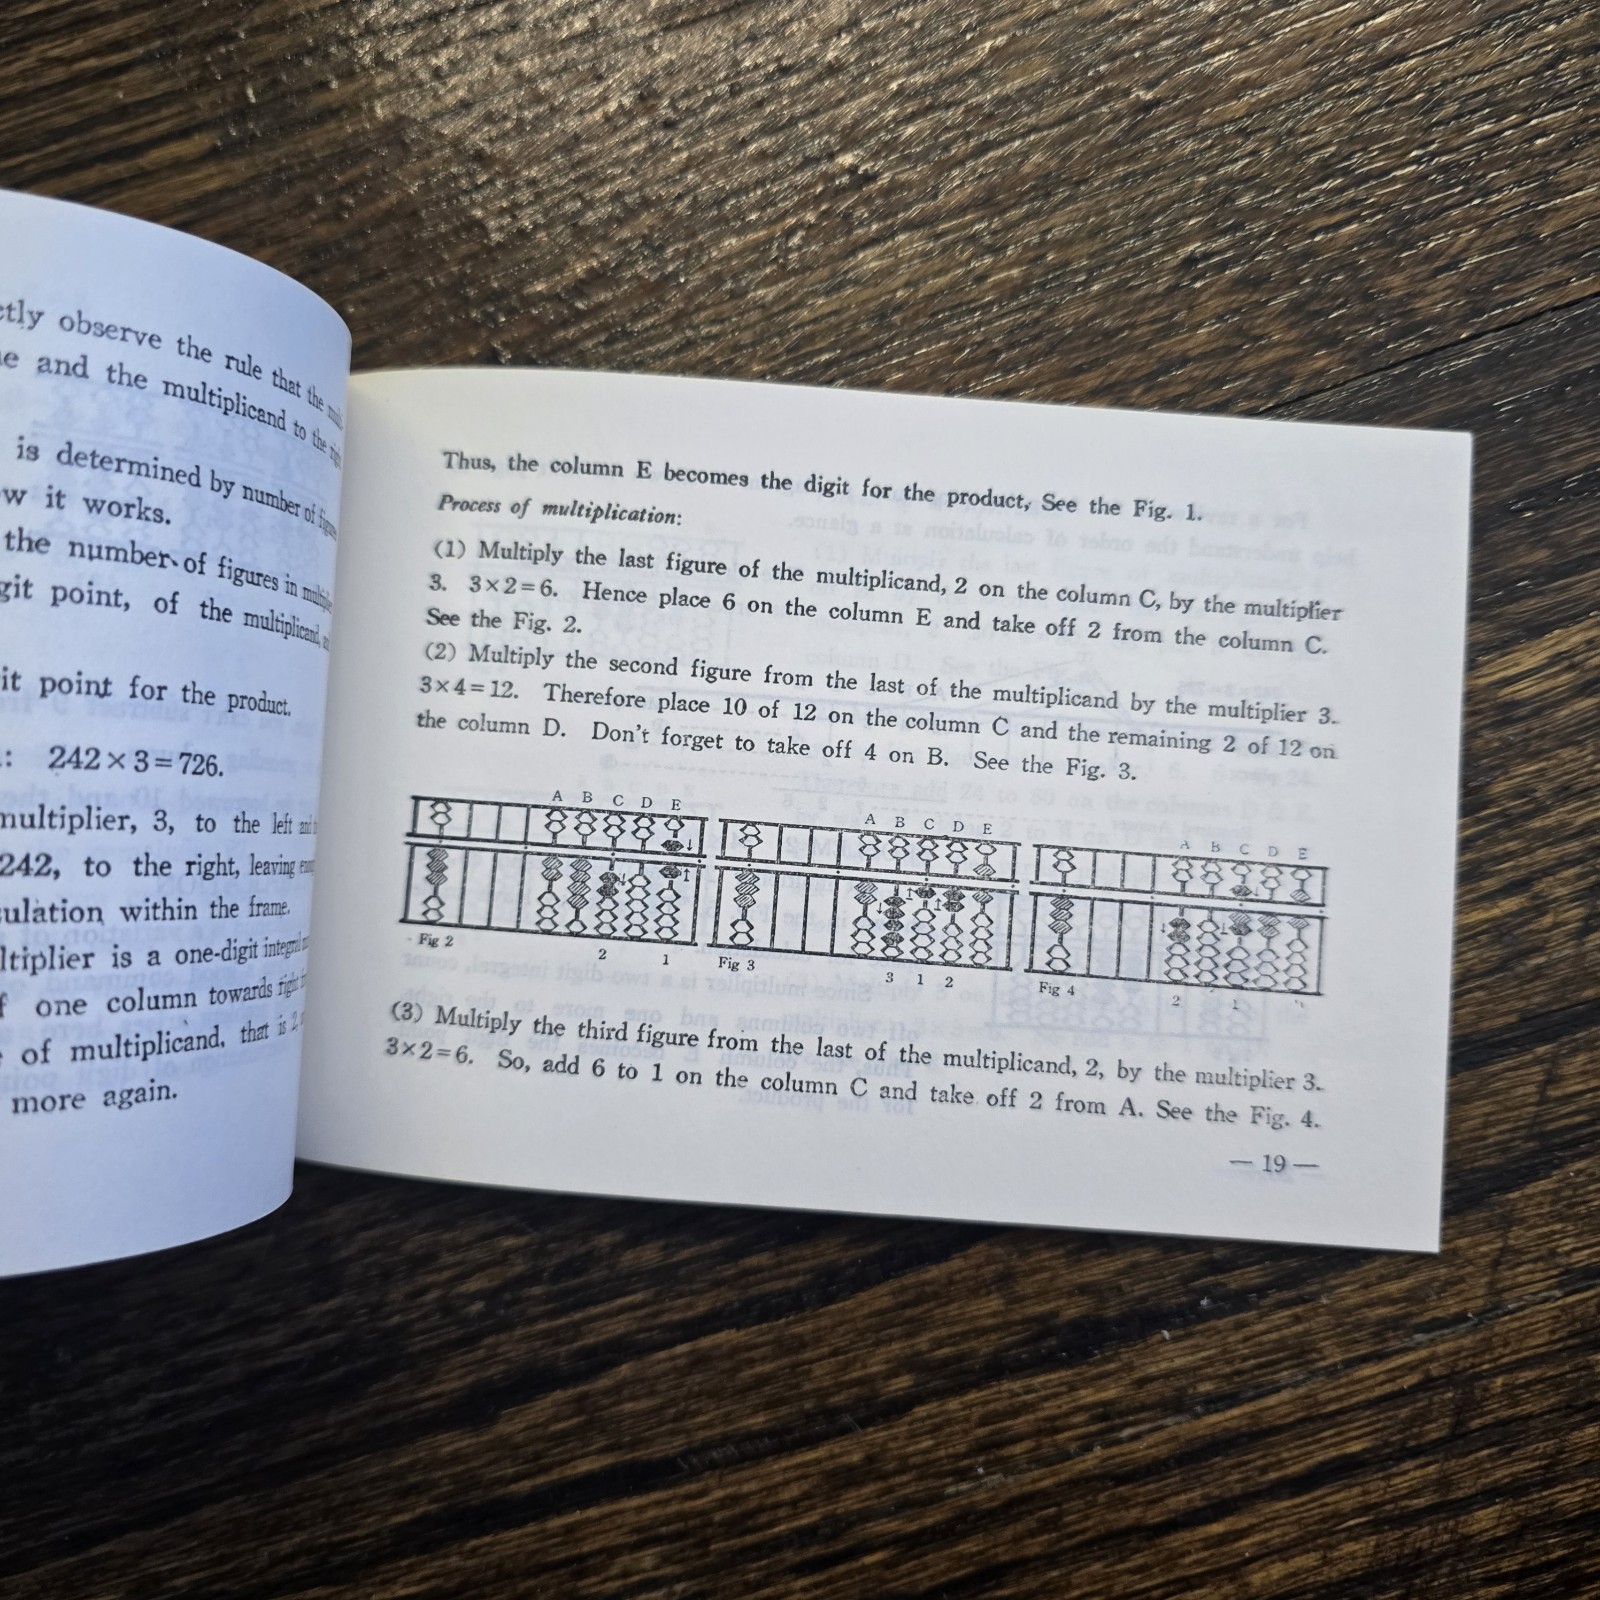 observe the rule that the
and the multiplicand to the
is determined by number of
it works.
the number of figures in
point, of the multiplicand,
point for the product.
242×3=726.
multiplier, 3, to the left
242, to the right, leaving
within the frame.
is a one-digit
one column towards
of multiplicand, that is 2,
more again.
Thus, the column E becomes the digit for the product, See the Fig. 1.
Process of multiplication:
(1) Multiply the last figure of the multiplicand, 2 on the column C, by the multiplier
3. 3×2=6. Hence place 6 on the column E and take off 2 from the column C.
See the Fig. 2.
(2) Multiply the second figure from the last of the multiplicand by the multiplier 3.
3×4=12. Therefore place 10 of 12 on the column C and the remaining 2 of 12 on
the column D. Don't forget to take off 4 on B. See the Fig. 3.
A B C D E
Fig 2
2 1
A B C D E
Fig 3
3 1 2
A B C D E
Fig 4
2 1
(3) Multiply the third figure from the last of the multiplicand, 2, by the multiplier 3.
3×2=6. So, add 6 to 1 on the column C and take off 2 from A. See the Fig. 4.
— 19 —